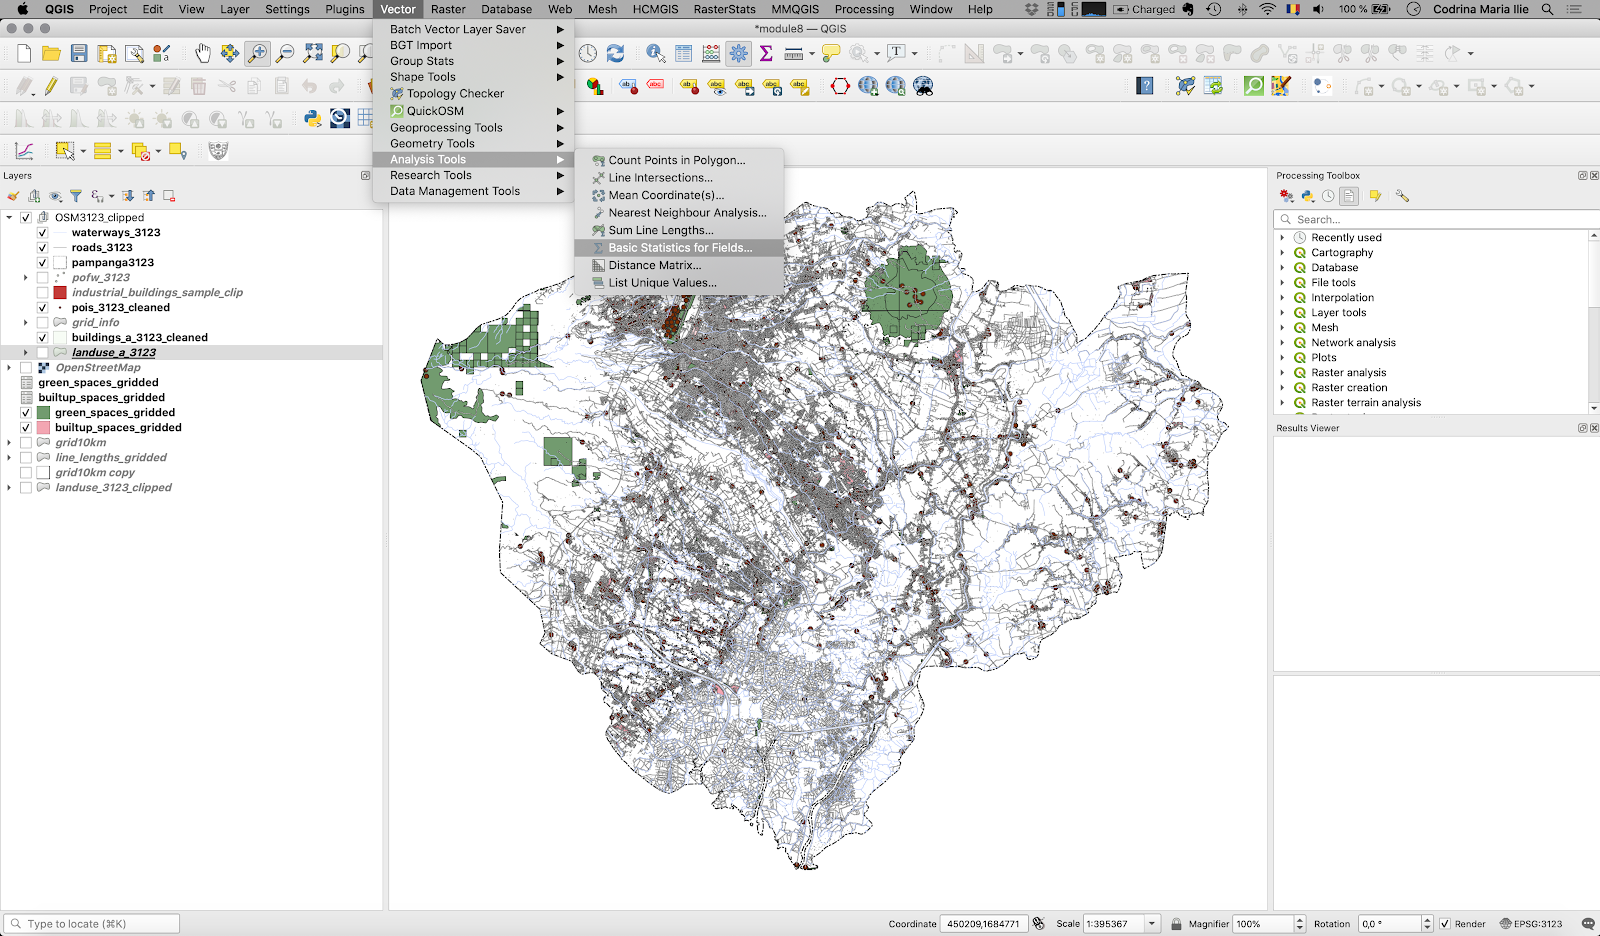 QGIS Project Edit View Layer Settings Plugins Vector Raster Database Web Mesh HCMGIS RasterStats MMQGIS Processing Window Help Charged 100 % Codrina Maria Ilie
*module8 — QGIS
Batch Vector Layer Saver
BGT Import
Group Stats
Shape Tools
Topology Checker
QuickOSM
Geoprocessing Tools
Geometry Tools
Analysis Tools
Research Tools
Data Management Tools
Count Points in Polygon...
Line Intersections...
Mean Coordinate(s)...
Nearest Neighbour Analysis...
Sum Line Lengths...
Basic Statistics for Fields...
Distance Matrix...
List Unique Values...
Layers
OSM3123_clipped
waterways_3123
roads_3123
pampanga3123
pofw_3123
industrial_buildings_sample_clip
pois_3123_cleaned
grid_info
buildings_a_3123_cleaned
landuse_a_3123
OpenStreetMap
green_spaces_gridded
builtup_spaces_gridded
green_spaces_gridded
builtup_spaces_gridded
grid10km
line_lengths_gridded
grid10km copy
landuse_3123_clipped
Processing Toolbox
Search...
Recently used
Cartography
Database
File tools
Interpolation
Layer tools
Mesh
Network analysis
Plots
Raster analysis
Raster creation
Raster terrain analysis
Results Viewer
Type to locate (⌘K)
Coordinate 450209,1684771 Scale 1:395367 Magnifier 100% Rotation 0,0 ° Render EPSG:3123